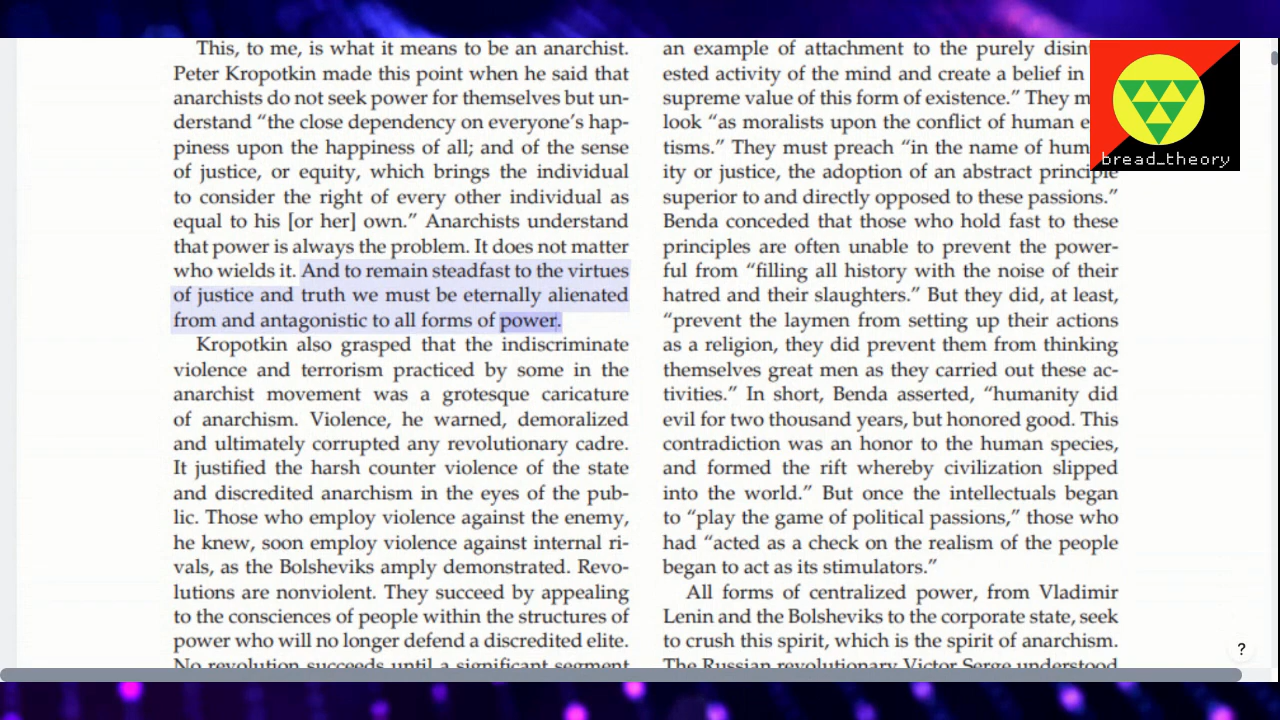 This, to me, is what it means to be an anarchist.
Peter Kropotkin made this point when he said that
anarchists do not seek power for themselves but un-
derstand “the close dependency on everyone’s hap-
piness upon the happiness of all; and of the sense
of justice, or equity, which brings the individual
to consider the right of every other individual as
equal to his [or her] own.” Anarchists understand
that power is always the problem. It does not matter
who wields it. And to remain steadfast to the virtues
of justice and truth we must be eternally alienated
from and antagonistic to all forms of power.
Kropotkin also grasped that the indiscriminate
violence and terrorism practiced by some in the
anarchist movement was a grotesque caricature
of anarchism. Violence, he warned, demoralized
and ultimately corrupted any revolutionary cadre.
It justified the harsh counter violence of the state
and discredited anarchism in the eyes of the pub-
lic. Those who employ violence against the enemy,
he knew, soon employ violence against internal ri-
vals, as the Bolsheviks amply demonstrated. Revo-
lutions are nonviolent. They succeed by appealing
to the consciences of people within the structures of
power who will no longer defend a discredited elite.
No revolution succeeds until a significant segment
an example of attachment to the purely
ested activity of the mind and create a belief in
supreme value of this form of existence.” They
look “as moralists upon the conflict of human
tisms.” They must preach “in the name of
ity or justice, the adoption of an abstract principle
superior to and directly opposed to these passions.”
Benda conceded that those who hold fast to these
principles are often unable to prevent the power-
ful from “filling all history with the noise of their
hatred and their slaughters.” But they did, at least,
“prevent the laymen from setting up their actions
as a religion, they did prevent them from thinking
themselves great men as they carried out these ac-
tivities.” In short, Benda asserted, “humanity did
evil for two thousand years, but honored good. This
contradiction was an honor to the human species,
and formed the rift whereby civilization slipped
into the world.” But once the intellectuals began
to “play the game of political passions,” those who
had “acted as a check on the realism of the people
began to act as its stimulators.”
All forms of centralized power, from Vladimir
Lenin and the Bolsheviks to the corporate state, seek
to crush this spirit, which is the spirit of anarchism.
The Russian revolutionary Victor Serge understood
bread_theory
?